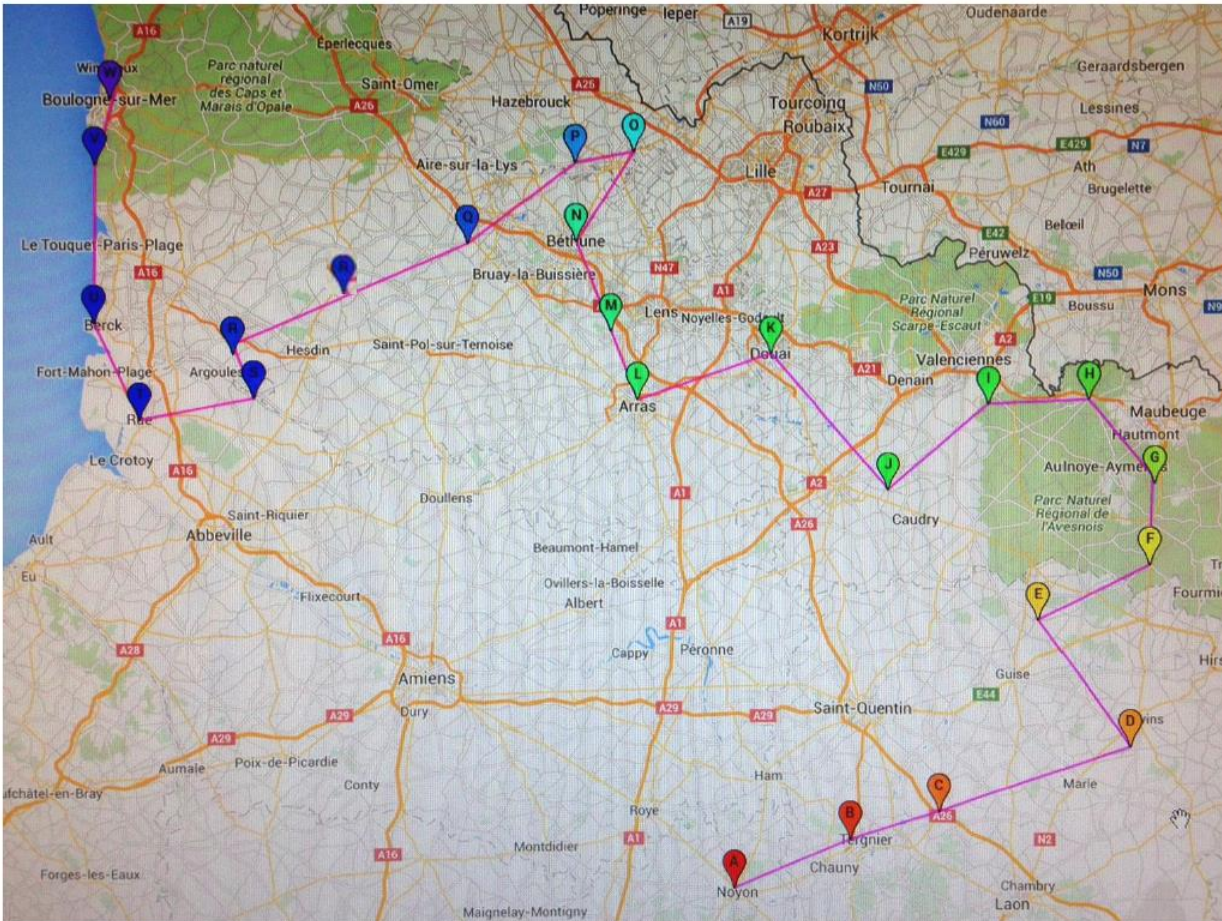 Poperinge
Ieper
A19
Kortrijk
Oudenaarde
A16
Éperlecques
Parc naturel
régional
des Caps et
Marais d'Opale
Saint-Omer
A25
Geraardsbergen
W
Boulogne-sur-Mer
A26
Hazebrouck
Tourcoing
Roubaix
N50
Lessines
N60
E429
E429
N7
V
Aire-sur-la-Lys
P
O
Lille
A27
Tournai
Ath
Brugelette
Le Touquet-Paris-Plage
Q
N
Béthune
A23
E42
Belœil
Péruwelz
A16
R
Bruay-la-Buissière
N47
N50
Mons
A1
E19
Boussu
U
Berck
M
Lens
Noyelles-Godault
Parc Naturel
Régional
Scarpe-Escaut
R
Hesdin
Saint-Pol-sur-Ternoise
K
Douai
A2
Valenciennes
Fort-Mahon-Plage
Argoules
S
L
Arras
A21
Denain
I
H
Maubeuge
T
Rue
Hautmont
Le Crotoy
A16
J
A2
G
Parc Naturel
Régional de
l'Avesnois
Doullens
A1
A26
Caudry
Saint-Riquier
Abbeville
Ault
Eu
Beaumont-Hamel
F
Ovillers-la-Boisselle
Albert
Flixecourt
E
A28
A16
A1
Cappy
Péronne
Guise
Amiens
Dury
E44
A29
A29
A29
A29
Saint-Quentin
D
Aumale
Poix-de-Picardie
Conty
Ham
C
A26
Marle
Roye
B
Tergnier
A1
N2
Montdidier
A16
A
Noyon
Chauny
Forges-les-Eaux
Chambry
Laon
Maignelay-Montigny